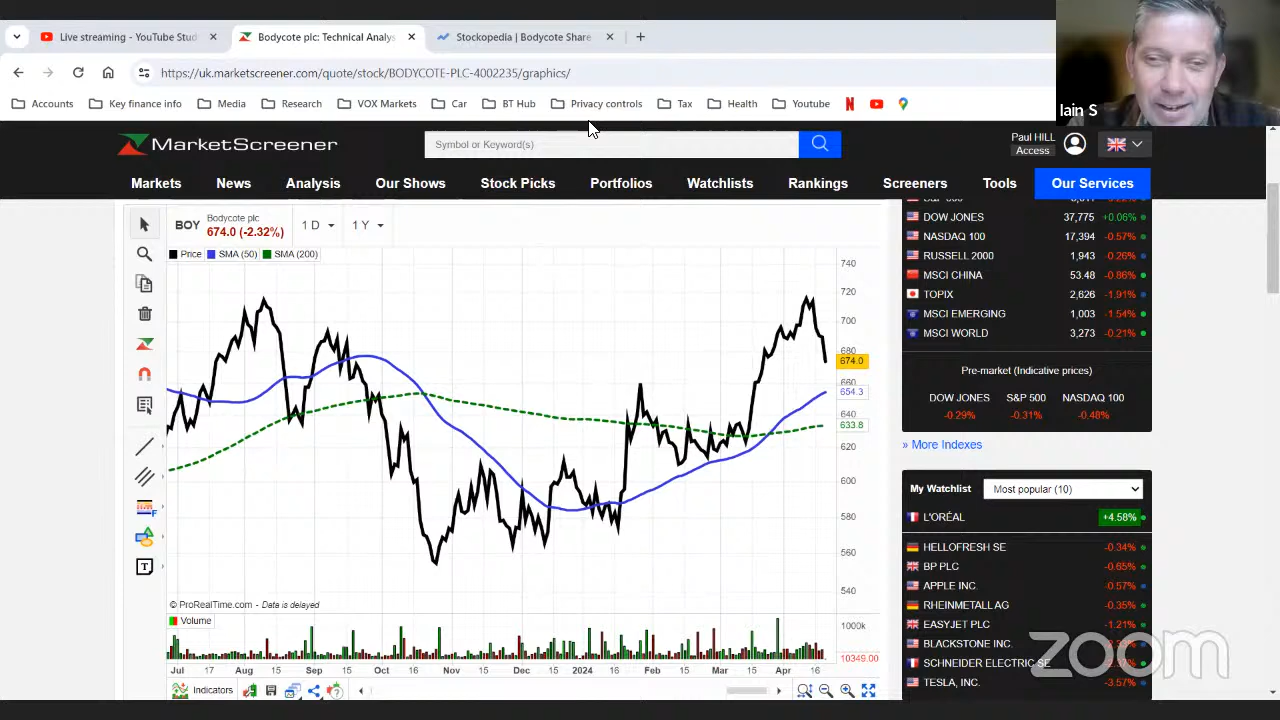 Live streaming - YouTube Stud
Bodycote plc: Technical Analys
Stockopedia | Bodycote Share
https://uk.marketscreener.com/quote/stock/BODYCOTE-PLC-4002235/graphics/
Accounts
Key finance info
Media
Research
VOX Markets
Car
BT Hub
Privacy controls
Tax
Health
Youtube
Iain S
MarketScreener
Symbol or Keyword(s)
Paul HILL
Access
Markets
News
Analysis
Our Shows
Stock Picks
Portfolios
Watchlists
Rankings
Screeners
Tools
Our Services
BOY
Bodycote plc
674.0 (-2.32%)
1 D
1 Y
Price
SMA (50)
SMA (200)
740
720
700
680
674.0
660
654.3
640
633.8
620
600
580
560
540
© ProRealTime.com - Data is delayed
Volume
1000k
10349.00
Jul 17 Aug 15 Sep 15 Oct 16 Nov 15 Dec 15 2024 16 Feb 15 Mar 15 Apr 16
Indicators
DOW JONES 37,775 +0.06%
NASDAQ 100 17,394 -0.57%
RUSSELL 2000 1,943 -0.26%
MSCI CHINA 53.48 -0.86%
TOPIX 2,626 -1.91%
MSCI EMERGING 1,003 -1.54%
MSCI WORLD 3,273 -0.21%
Pre-market (Indicative prices)
DOW JONES S&P 500 NASDAQ 100
-0.29% -0.31% -0.48%
» More Indexes
My Watchlist
Most popular (10)
L'ORÉAL +4.58%
HELLOFRESH SE -0.34%
BP PLC -0.65%
APPLE INC. -0.57%
RHEINMETALL AG -0.35%
EASYJET PLC -1.21%
BLACKSTONE INC.
SCHNEIDER ELECTRIC SE
TESLA, INC. -3.57%
zoom